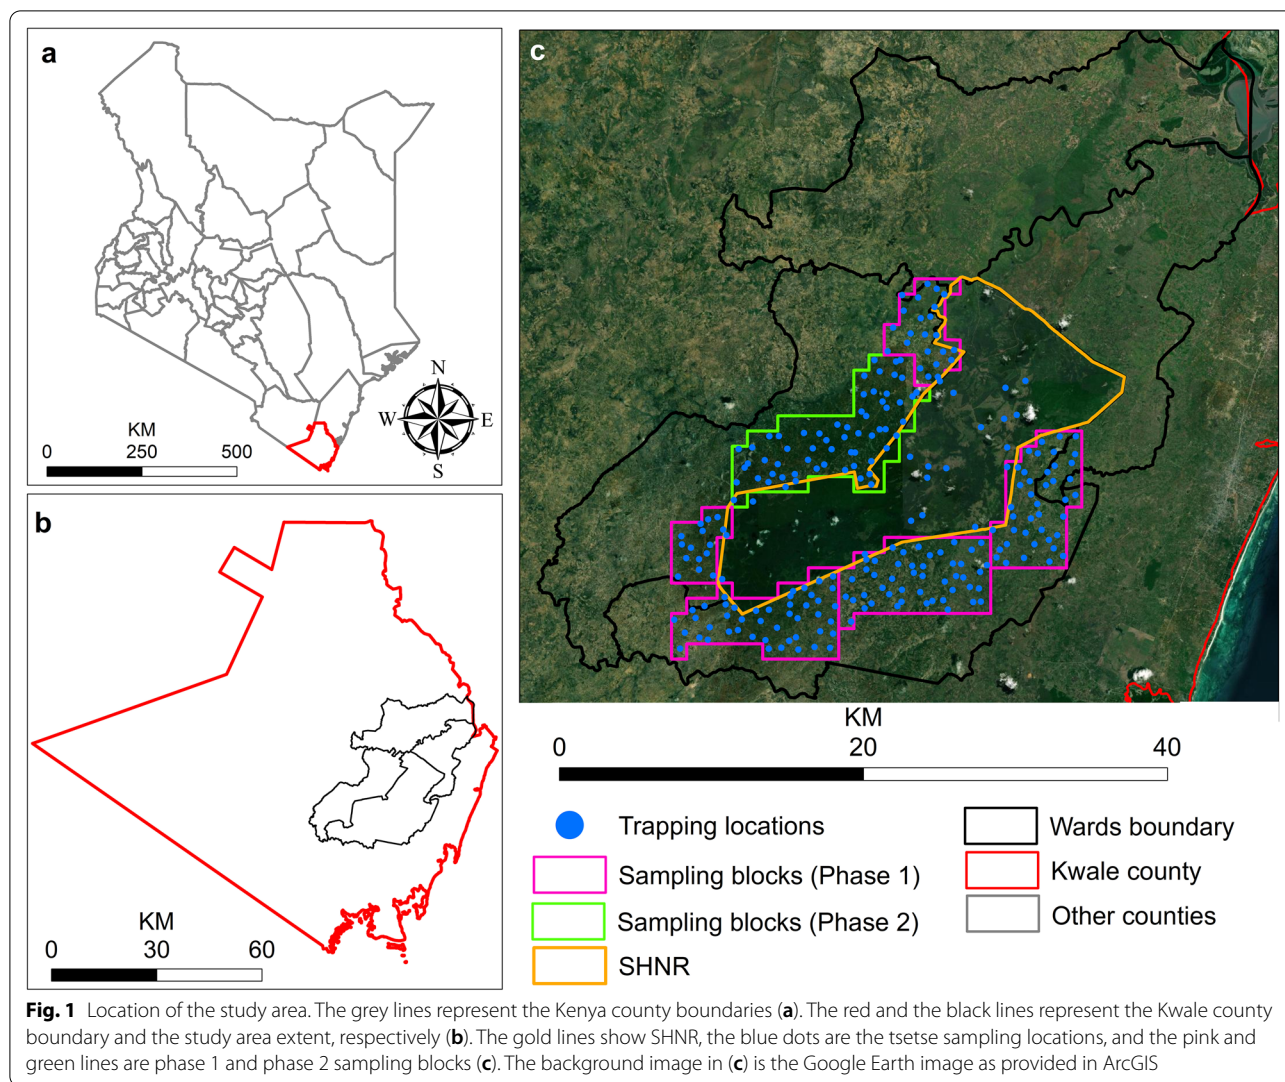 a
N
W E
S
KM
0 250 500
b
KM
0 30 60
c
KM
0 20 40
Trapping locations
Sampling blocks (Phase 1)
Sampling blocks (Phase 2)
SHNR
Wards boundary
Kwale county
Other counties
Fig. 1 Location of the study area. The grey lines represent the Kenya county boundaries (a). The red and the black lines represent the Kwale county
boundary and the study area extent, respectively (b). The gold lines show SHNR, the blue dots are the tsetse sampling locations, and the pink and
green lines are phase 1 and phase 2 sampling blocks (c). The background image in (c) is the Google Earth image as provided in ArcGIS